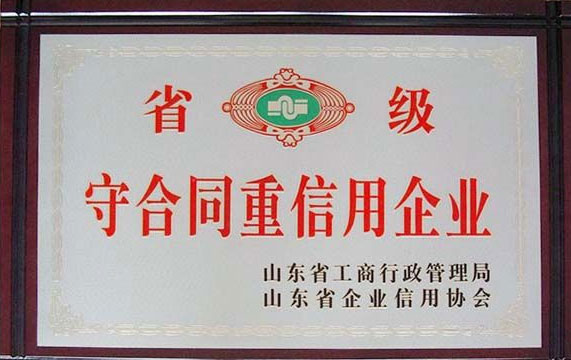 省级
守合同重信用企业
山东省工商行政管理局
山东省企业信用协会